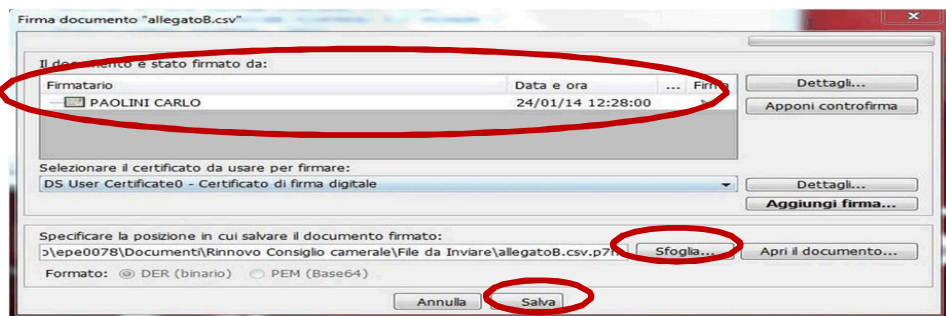 Firma documento "allegatoB.csv"
Il documento è stato firmato da:
Firmatario Data e ora ... Firma
PAOLINI CARLO 24/01/14 12:28:00
Dettagli...
Apponi controfirma
Selezionare il certificato da usare per firmare:
DS User Certificate0 - Certificato di firma digitale
Dettagli...
Aggiungi firma...
Specificare la posizione in cui salvare il documento firmato:
\epe0078\Documenti\Rinnovo Consiglio camerale\File da Inviare\allegatoB.csv.p7m Sfoglia... Apri il documento...
Formato: DER (binario) PEM (Base64)
Annulla Salva